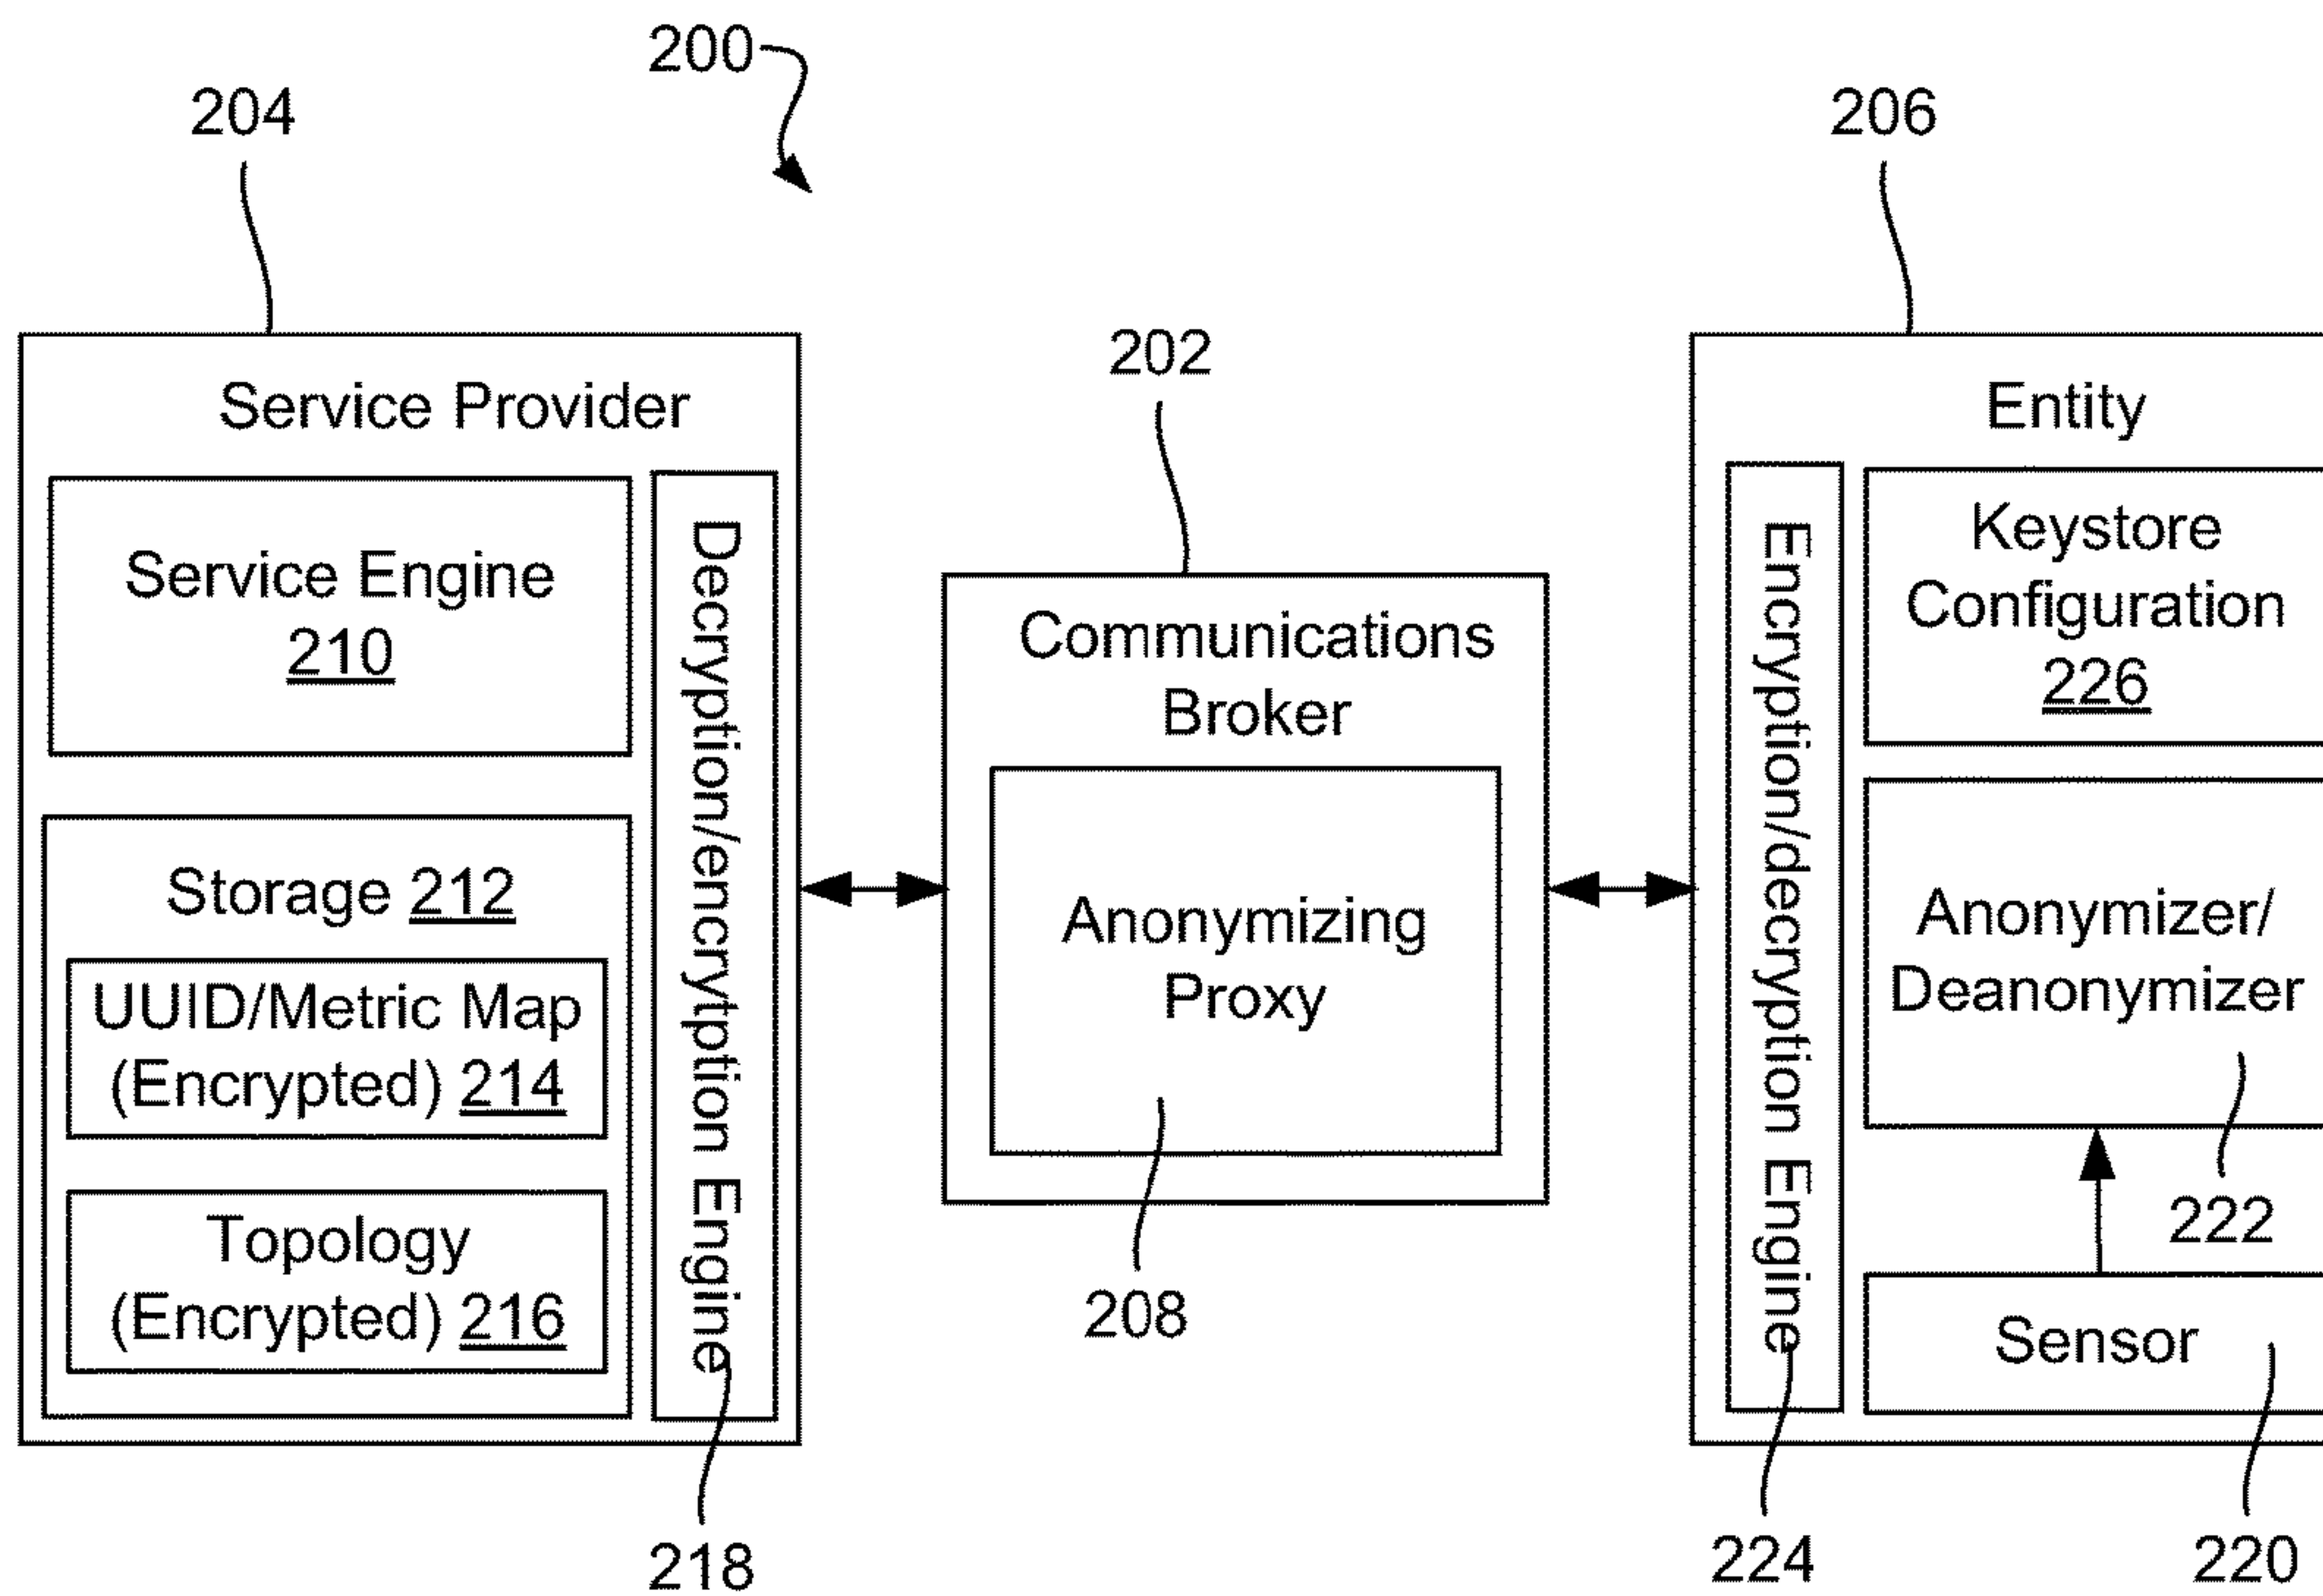 200
204
206
202
Service Provider
Service Engine
210
Storage 212
UUID/Metric Map
(Encrypted) 214
Topology
(Encrypted) 216
Decryption/encrytption Engine
218
Communications
Broker
Anonymizing
Proxy
208
Entity
Encryption/decryption Engine
224
Keystore
Configuration
226
Anonymizer/
Deanonymizer
222
Sensor
220